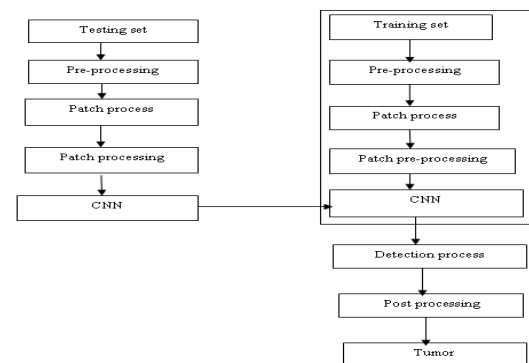 Testing set
Pre-processing
Patch process
Patch processing
CNN
Training set
Pre-processing
Patch process
Patch pre-processing
CNN
Detection process
Post processing
Tumor